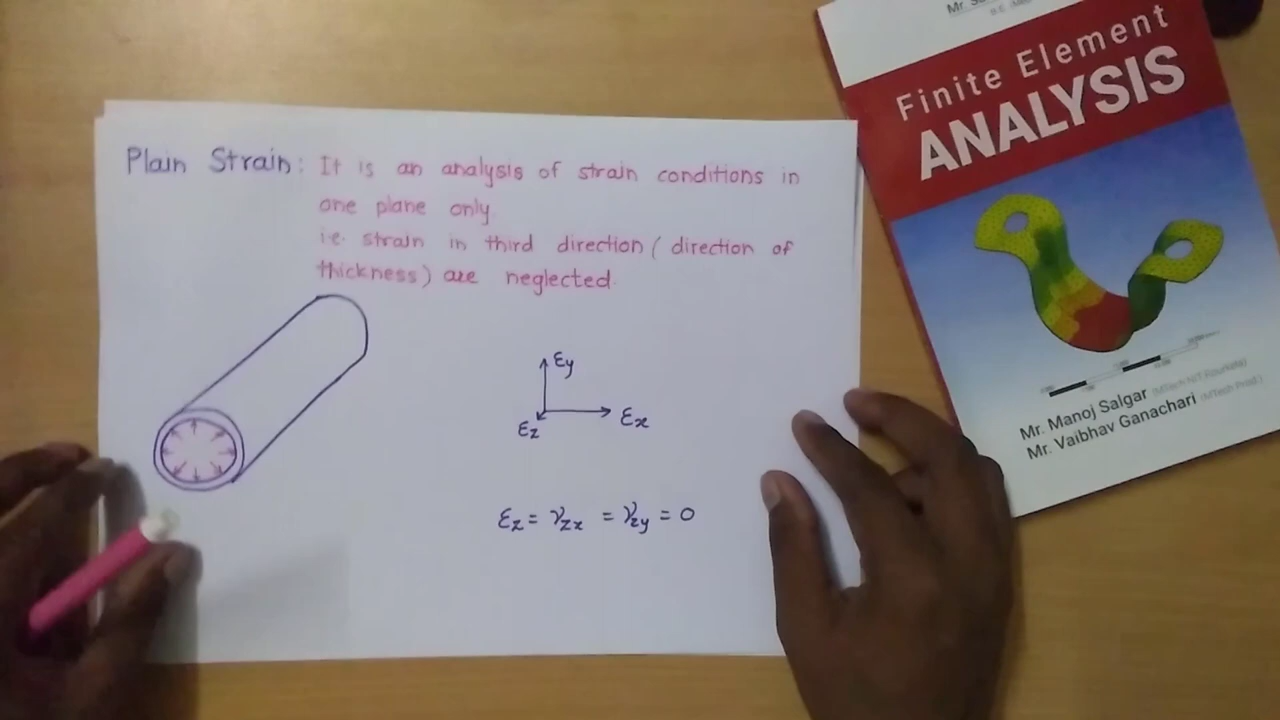 Plain Strain: It is an analysis of strain conditions in
one plane only
i.e. strain in third direction ( direction of
thickness) are neglected.
εy
εz
εx
εz = γzx = γzy = 0
Finite Element
ANALYSIS
Mr. Manoj Salgar
Mr. Vaibhav Ganachari